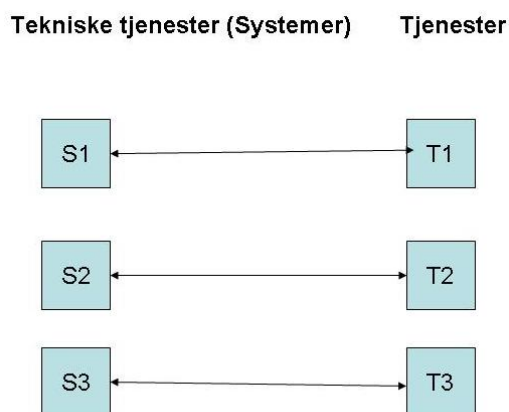 Tekniske tjenester (Systemer) Tjenester
S1 T1
S2 T2
S3 T3